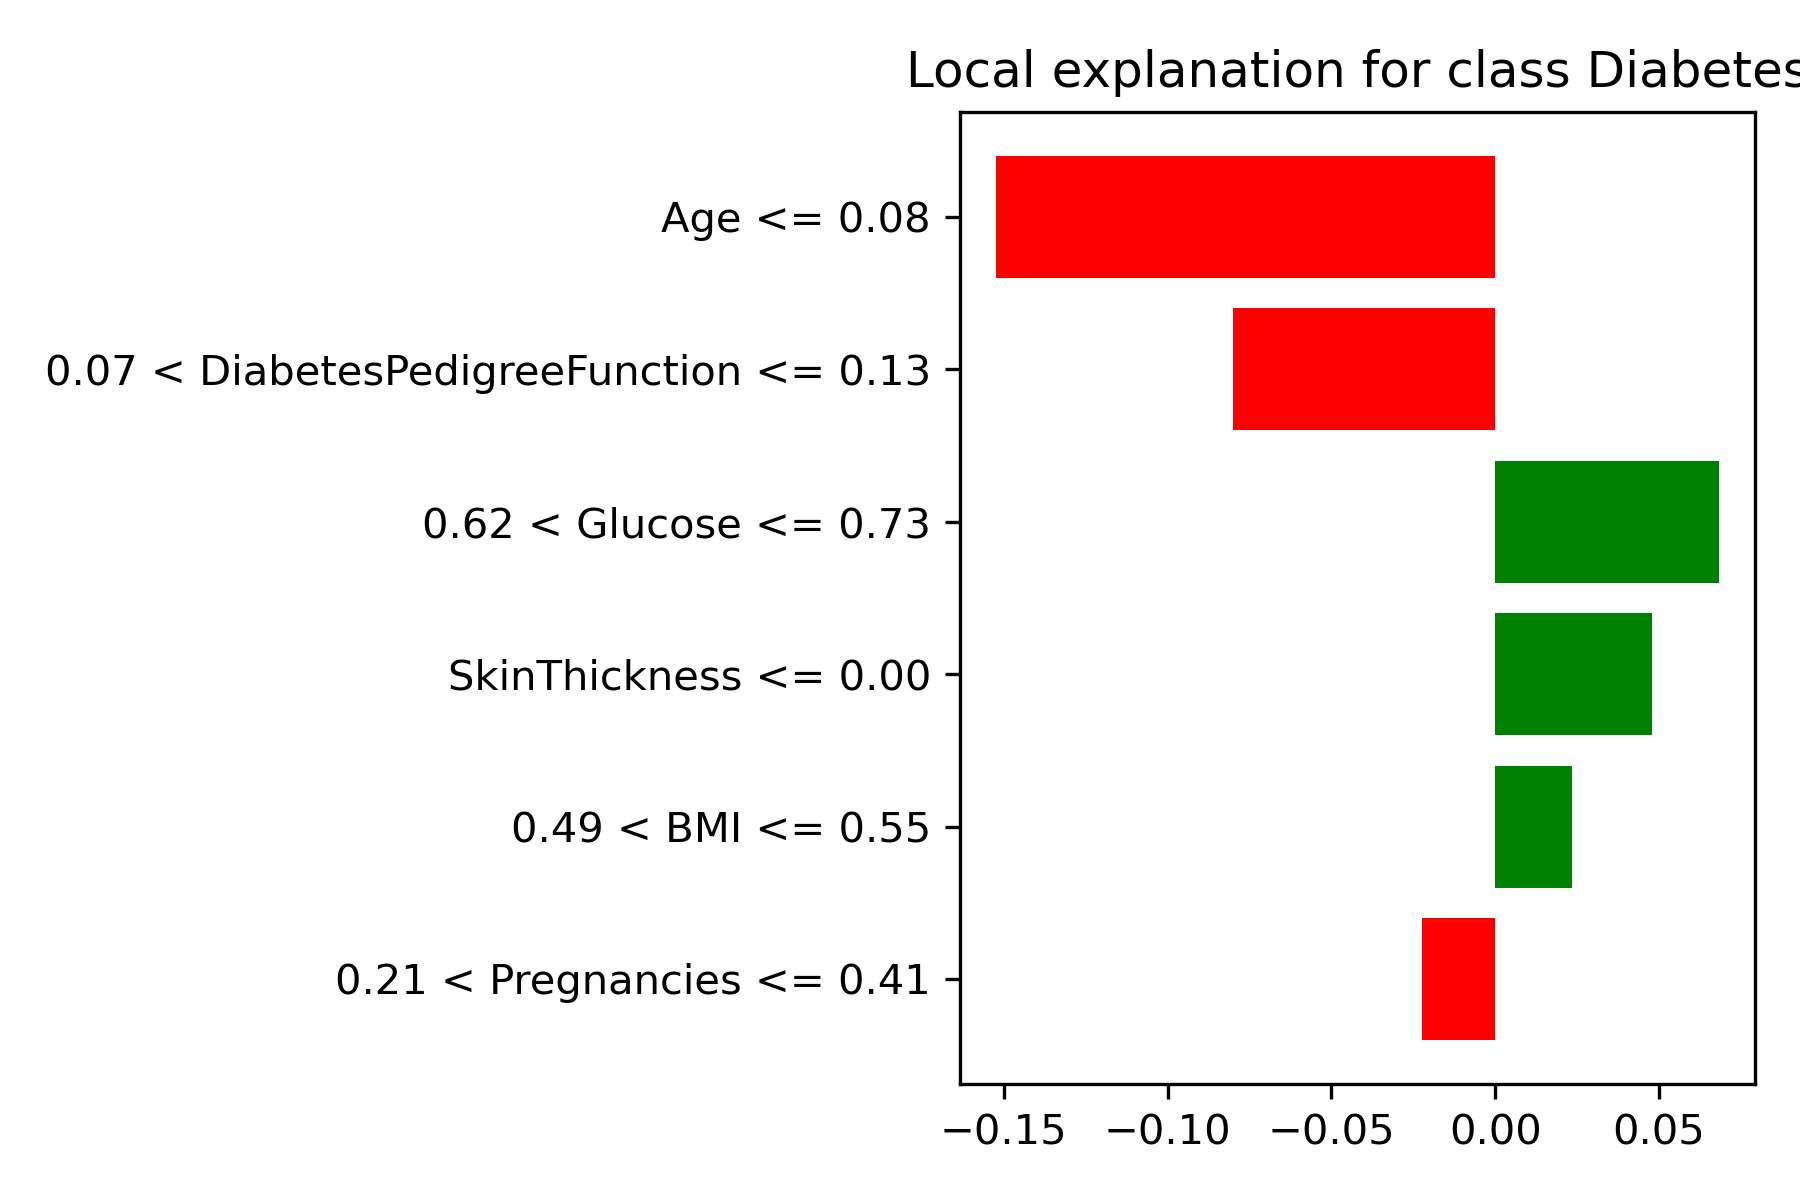 Local explanation for class Diabetes
Age <= 0.08
0.07 < DiabetesPedigreeFunction <= 0.13
0.62 < Glucose <= 0.73
SkinThickness <= 0.00
0.49 < BMI <= 0.55
0.21 < Pregnancies <= 0.41
−0.15 −0.10 −0.05 0.00 0.05